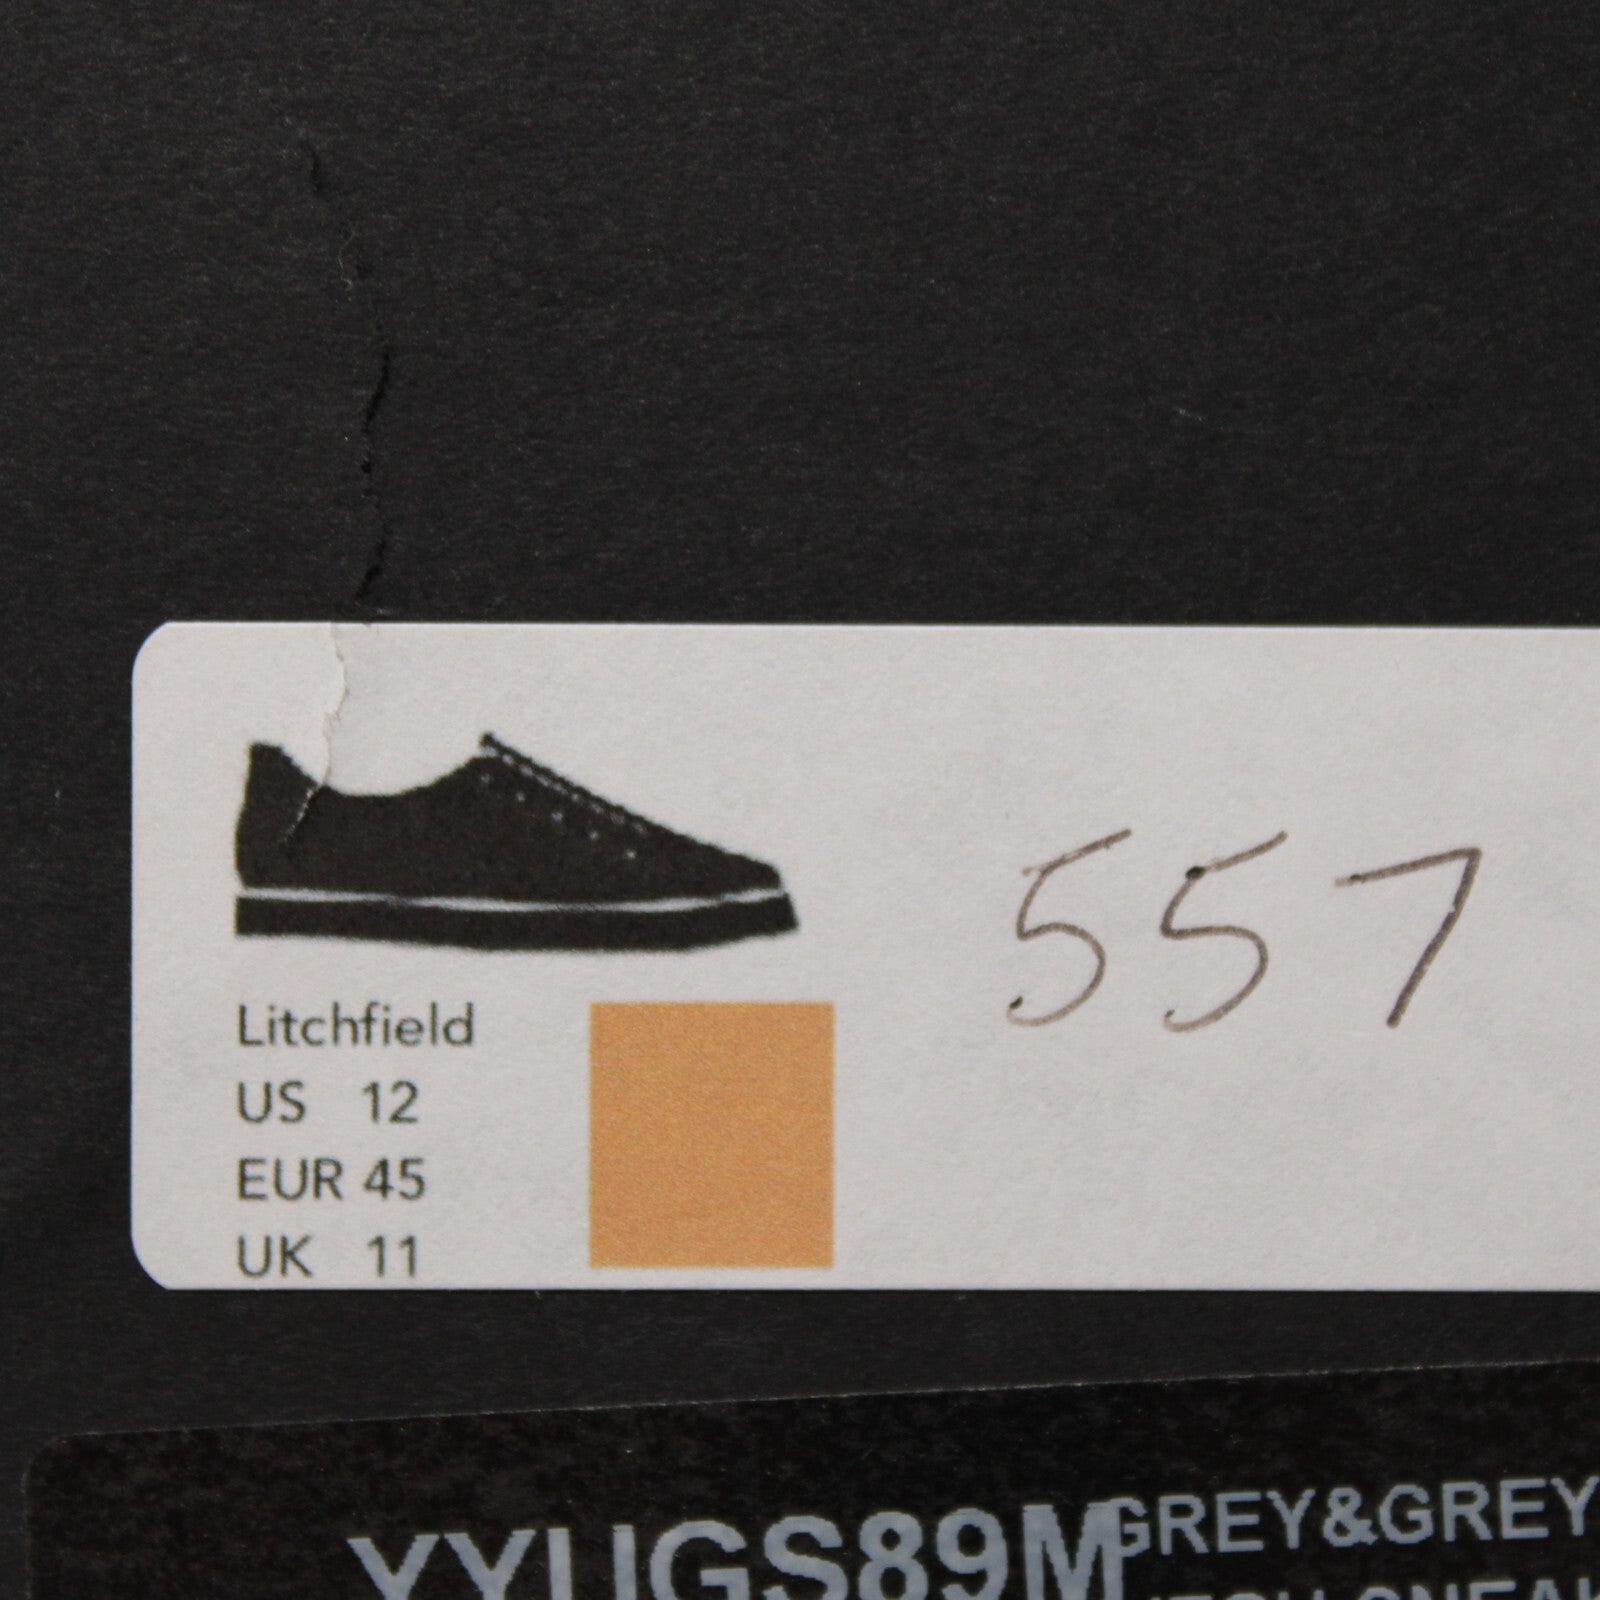 557
Litchfield
US 12
EUR 45
UK 11
YYUGS89M
GREY&GREY